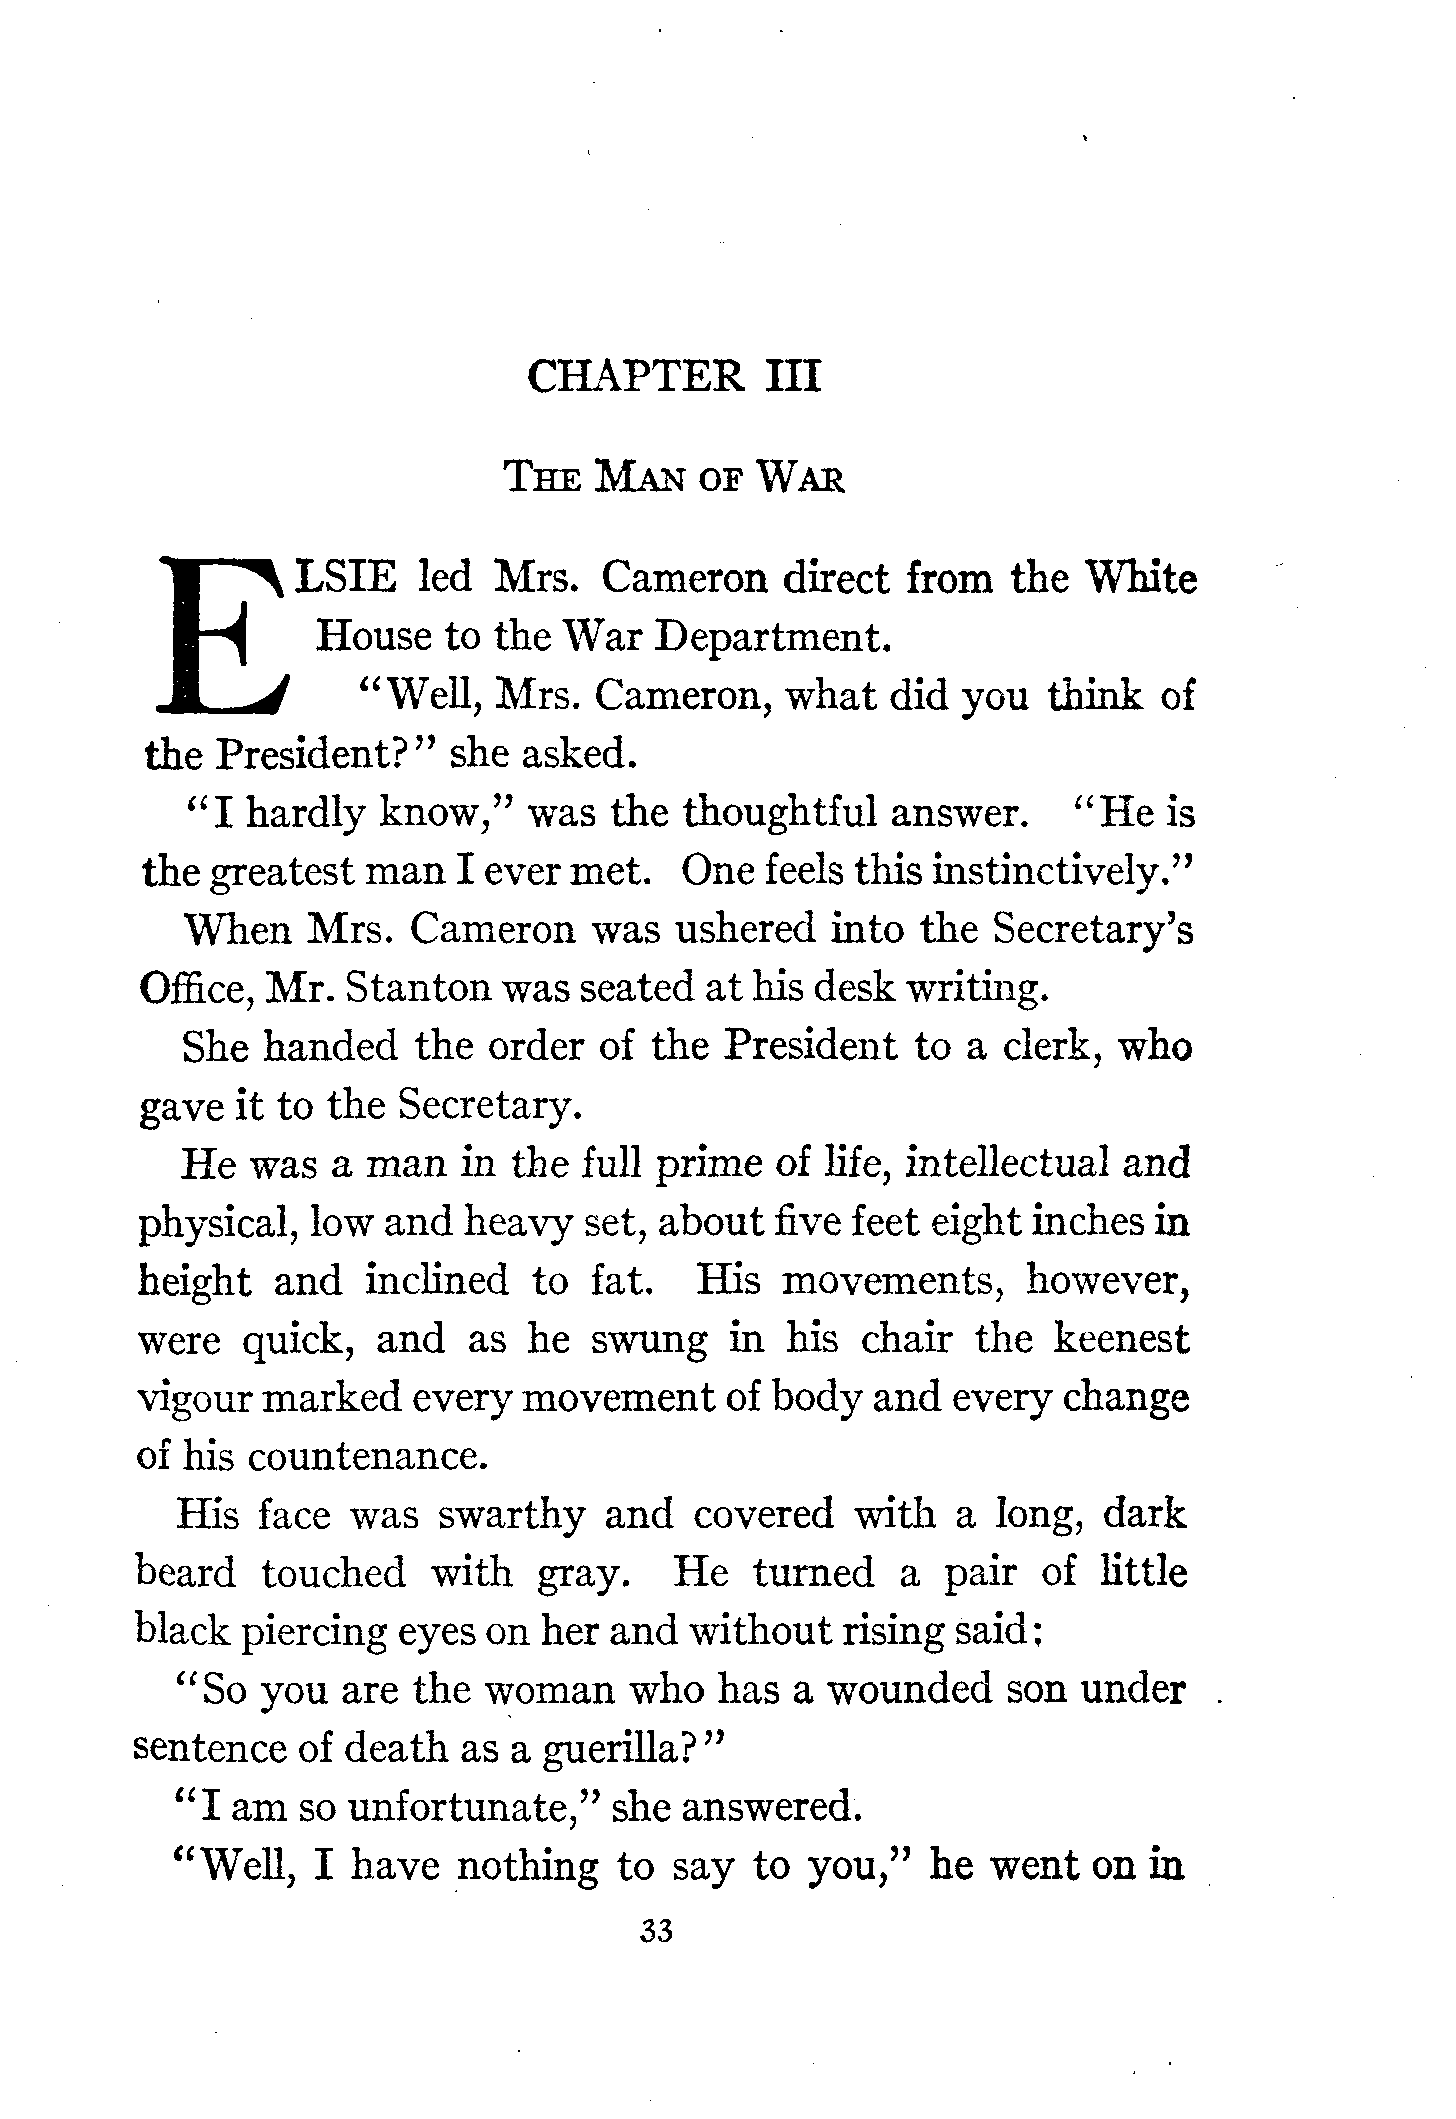 CHAPTER III
THE MAN OF WAR
ELSIE led Mrs. Cameron direct from the White
House to the War Department.
“Well, Mrs. Cameron, what did you think of
the President?” she asked.
“I hardly know,” was the thoughtful answer. “He is
the greatest man I ever met. One feels this instinctively.”
When Mrs. Cameron was ushered into the Secretary’s
Office, Mr. Stanton was seated at his desk writing.
She handed the order of the President to a clerk, who
gave it to the Secretary.
He was a man in the full prime of life, intellectual and
physical, low and heavy set, about five feet eight inches in
height and inclined to fat. His movements, however,
were quick, and as he swung in his chair the keenest
vigour marked every movement of body and every change
of his countenance.
His face was swarthy and covered with a long, dark
beard touched with gray. He turned a pair of little
black piercing eyes on her and without rising said:
“So you are the woman who has a wounded son under
sentence of death as a guerilla?”
“I am so unfortunate,” she answered.
“Well, I have nothing to say to you,” he went on in
33